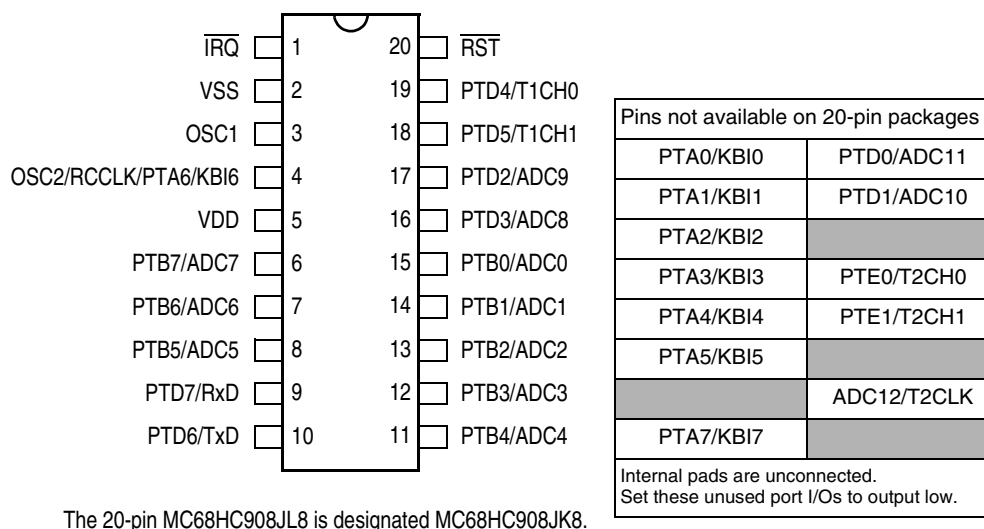 IRQ 1 20 RST
VSS 2 19 PTD4/T1CH0
OSC1 3 18 PTD5/T1CH1
OSC2/RCCLK/PTA6/KBI6 4 17 PTD2/ADC9
VDD 5 16 PTD3/ADC8
PTB7/ADC7 6 15 PTB0/ADC0
PTB6/ADC6 7 14 PTB1/ADC1
PTB5/ADC5 8 13 PTB2/ADC2
PTD7/RxD 9 12 PTB3/ADC3
PTD6/TxD 10 11 PTB4/ADC4
Pins not available on 20-pin packages
PTA0/KBI0 PTD0/ADC11
PTA1/KBI1 PTD1/ADC10
PTA2/KBI2
PTA3/KBI3 PTE0/T2CH0
PTA4/KBI4 PTE1/T2CH1
PTA5/KBI5
ADC12/T2CLK
PTA7/KBI7
Internal pads are unconnected.
Set these unused port I/Os to output low.
The 20-pin MC68HC908JL8 is designated MC68HC908JK8.